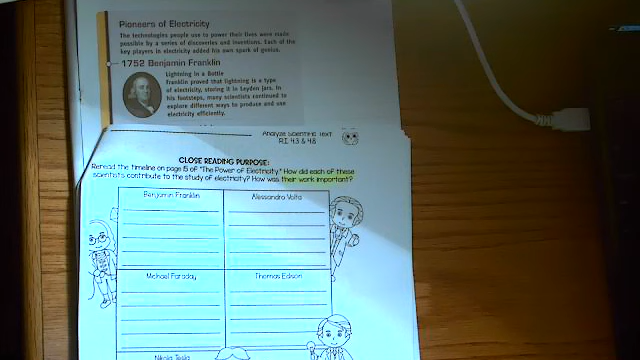 Pioneers of Electricity
The technologies people use to power their lives were made
possible by a series of discoveries and inventions. Each of the
key players in electricity added his own spark of genius.
1752 Benjamin Franklin
Lightning in a Bottle
Franklin proved that lightning is a type
of electricity, storing it in Leyden jars. In
his footsteps, many scientists continued to
explore different ways to produce and use
electricity efficiently.
Analyze Scientific Text
R.I. 4.3 & 4.8
CLOSE READING PURPOSE:
Reread the timeline on page 15 of "The Power of Electricity." How did each of these
scientists contribute to the study of electricity? How was their work important?
Benjamin Franklin
Alessandro Volta
Michael Faraday
Thomas Edison
Nikola Tesla